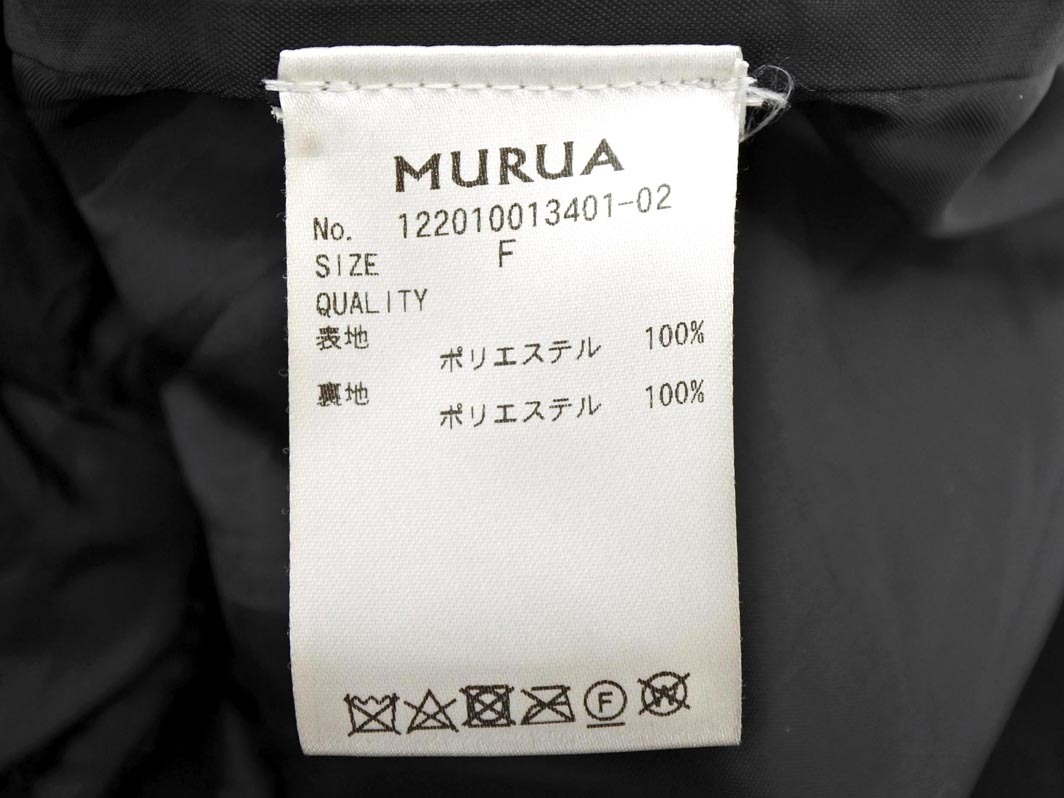 MURUA
No. 122010013401-02
SIZE F
QUALITY
表地
ポリエステル 100%
裏地
ポリエステル 100%
F
W